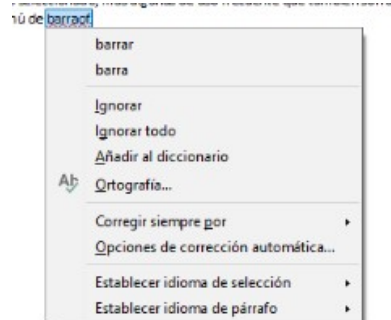 nú de barraof
barrar
barra
Ignorar
Ignorar todo
Añadir al diccionario
Ortografía...
Corregir siempre por
Opciones de corrección automática...
Establecer idioma de selección
Establecer idioma de párrafo